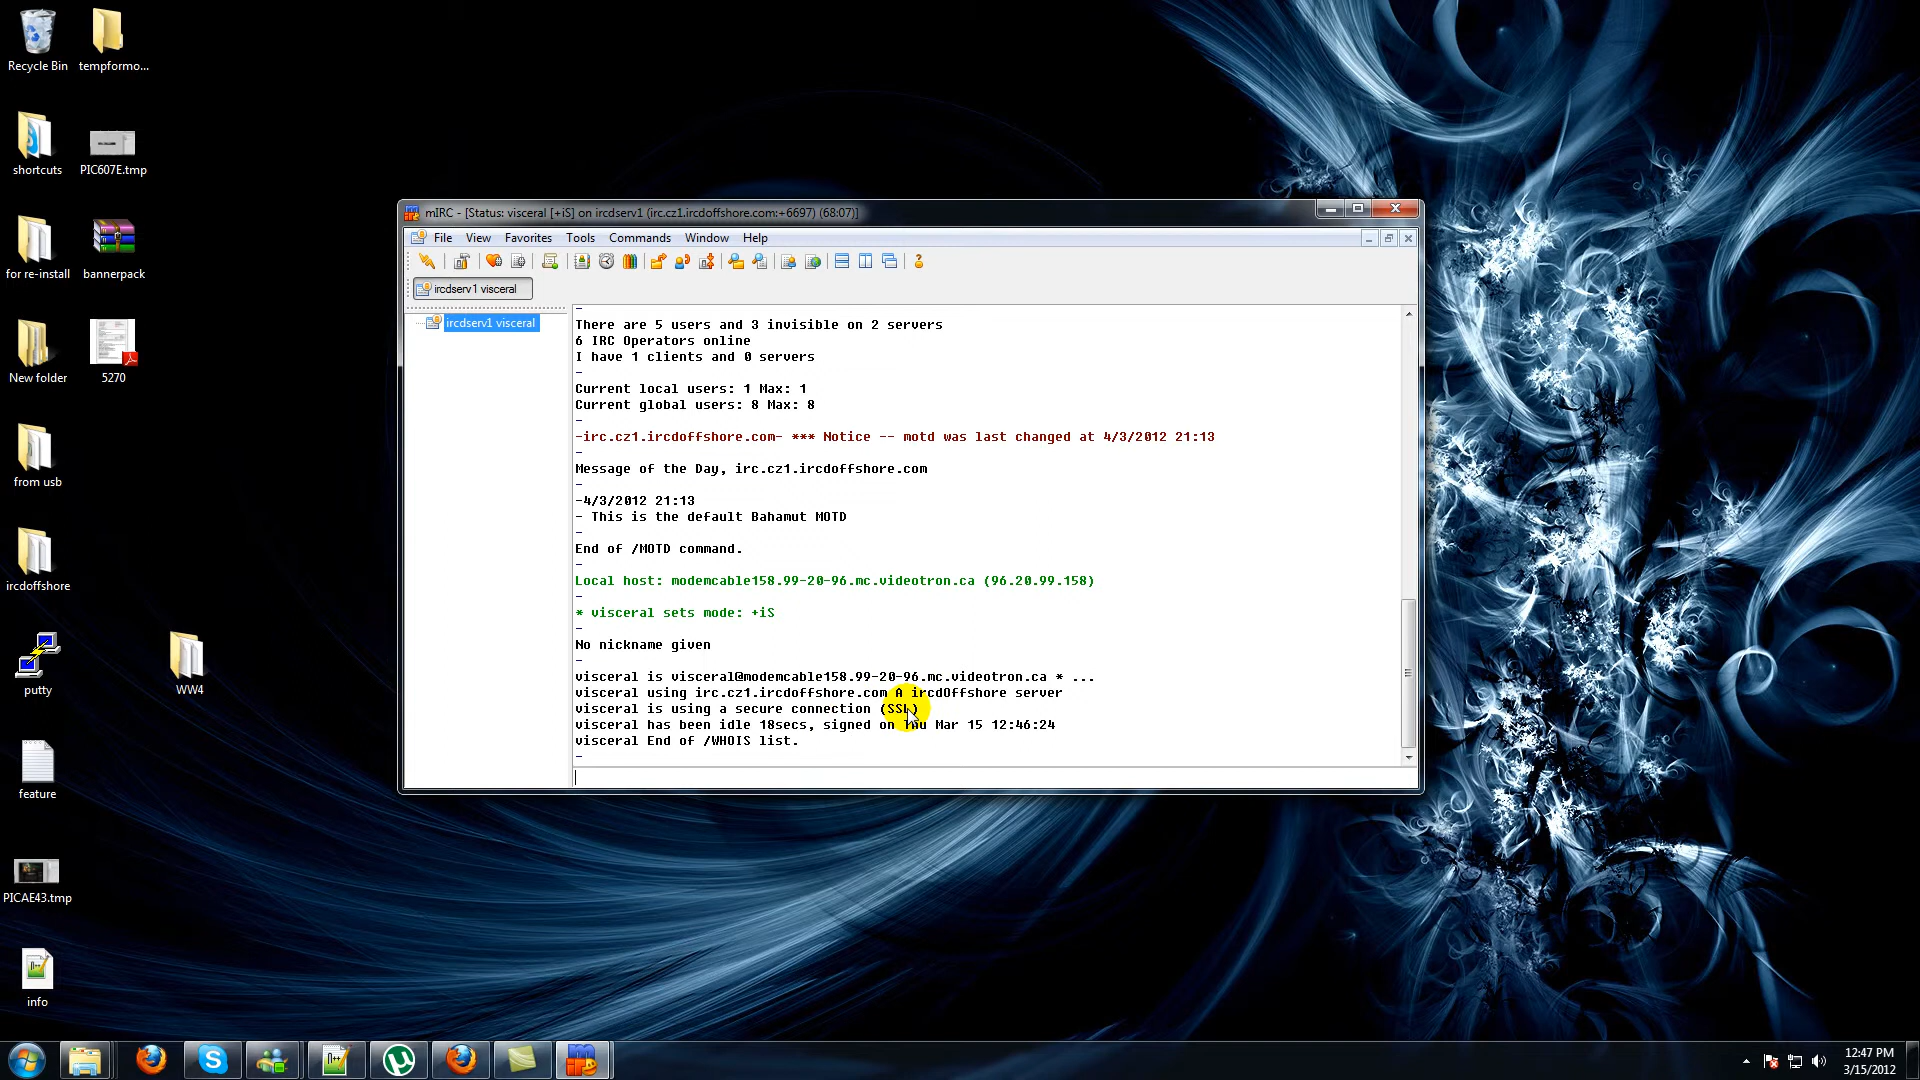 Recycle Bin
tempformo...
shortcuts
PIC607E.tmp
for re-install
bannerpack
New folder
5270
from usb
ircdoffshore
putty
WW4
feature
PICAE43.tmp
info
mIRC - [Status: visceral [+iS] on ircdserv1 (irc.cz1.ircdoffshore.com:+6697) (68:07)]
File View Favorites Tools Commands Window Help
ircdserv1 visceral
ircdserv1 visceral
-
There are 5 users and 3 invisible on 2 servers
6 IRC Operators online
I have 1 clients and 0 servers
-
Current local users: 1 Max: 1
Current global users: 8 Max: 8
-
-irc.cz1.ircdoffshore.com- *** Notice -- motd was last changed at 4/3/2012 21:13
-
Message of the Day, irc.cz1.ircdoffshore.com
-
-4/3/2012 21:13
- This is the default Bahamut MOTD
-
End of /MOTD command.
-
Local host: modemcable158.99-20-96.mc.videotron.ca (96.20.99.158)
-
* visceral sets mode: +iS
-
No nickname given
-
visceral is visceral@modemcable158.99-20-96.mc.videotron.ca * ...
visceral using irc.cz1.ircdoffshore.com A ircdOffshore server
visceral is using a secure connection (SSL)
visceral has been idle 18secs, signed on Thu Mar 15 12:46:24
visceral End of /WHOIS list.
-
12:47 PM
3/15/2012